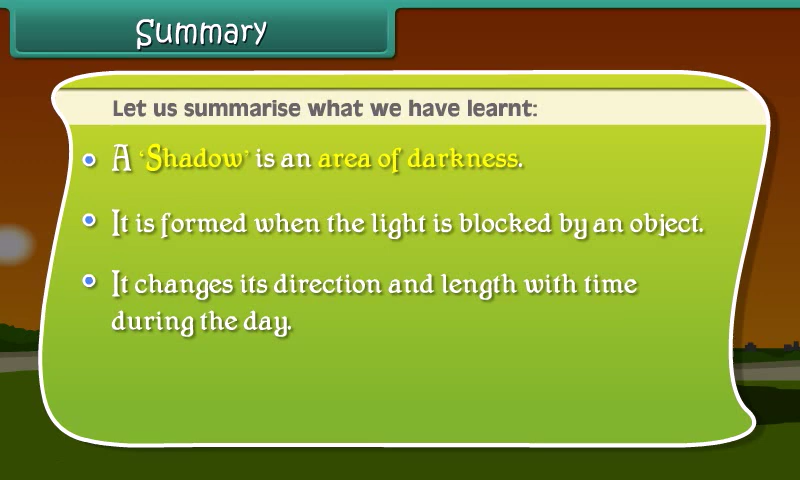 Summary
Let us summarise what we have learnt:
A ‘Shadow’ is an area of darkness.
It is formed when the light is blocked by an object.
It changes its direction and length with time
during the day.